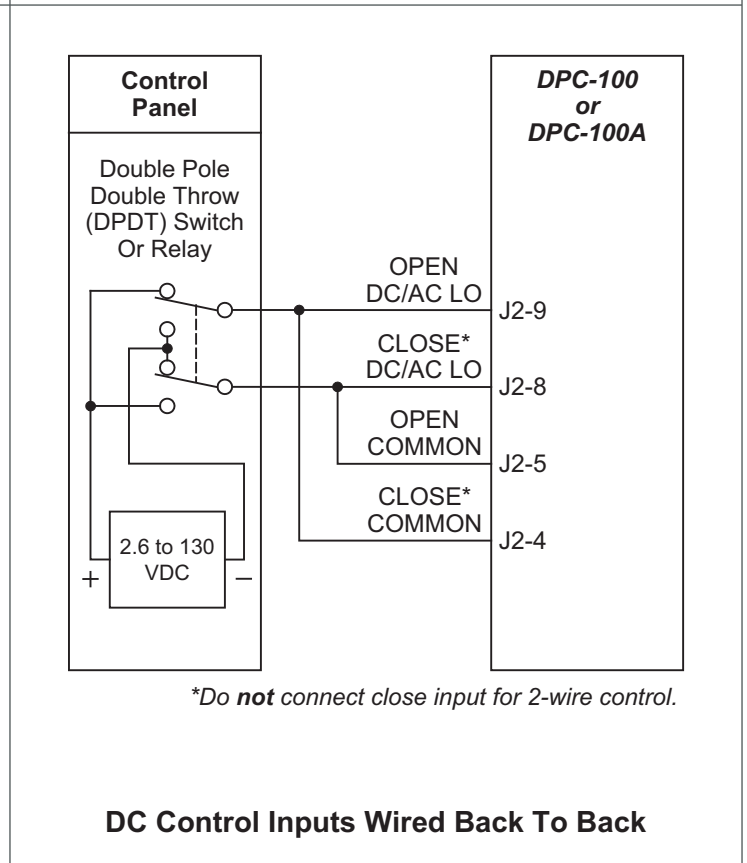 Control
Panel
DPC-100
or
DPC-100A
Double Pole
Double Throw
(DPDT) Switch
Or Relay
OPEN
DC/AC LO
J2-9
CLOSE*
DC/AC LO
J2-8
OPEN
COMMON
J2-5
CLOSE*
COMMON
J2-4
2.6 to 130
VDC
+
–
*Do not connect close input for 2-wire control.
DC Control Inputs Wired Back To Back